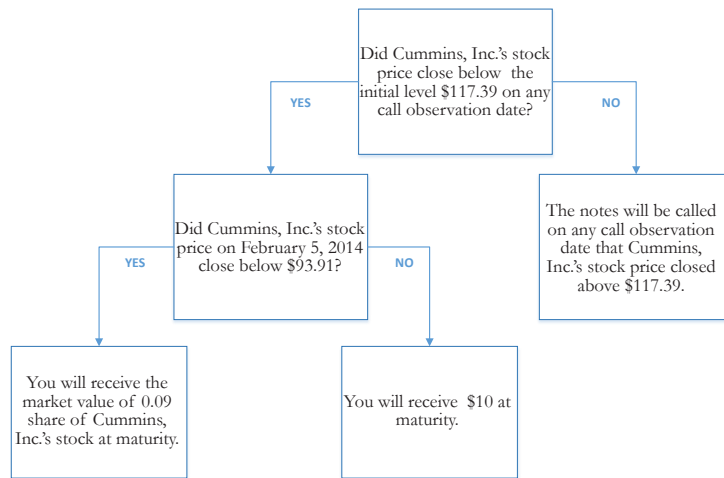 Did Cummins, Inc.'s stock
price close below the
initial level $117.39 on any
call observation date?
YES
NO
Did Cummins, Inc.'s stock
price on February 5, 2014
close below $93.91?
The notes will be called
on any call observation
date that Cummins,
Inc.'s stock price closed
above $117.39.
YES
NO
You will receive the
market value of 0.09
share of Cummins,
Inc.'s stock at maturity.
You will receive $10 at
maturity.